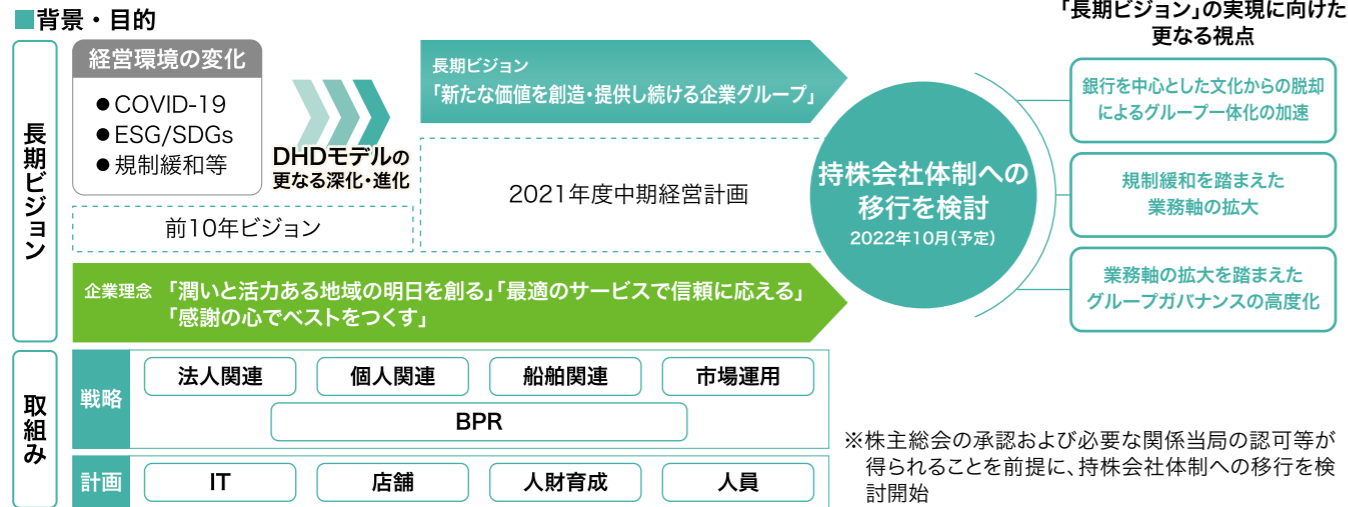 ■背景・目的
長期ビジョン
経営環境の変化
●COVID-19
●ESG/SDGs
●規制緩和等
DHDモデルの
更なる深化・進化
前10年ビジョン
長期ビジョン
「新たな価値を創造・提供し続ける企業グループ」
2021年度中期経営計画
企業理念 「潤いと活力ある地域の明日を創る」「最適のサービスで信頼に応える」
「感謝の心でベストをつくす」
持株会社体制への
移行を検討
2022年10月(予定)
「長期ビジョン」の実現に向けた
更なる視点
銀行を中心とした文化からの脱却
によるグループ一体化の加速
規制緩和を踏まえた
業務軸の拡大
業務軸の拡大を踏まえた
グループガバナンスの高度化
取組み
戦略
法人関連
個人関連
船舶関連
市場運用
BPR
計画
IT
店舗
人財育成
人員
※株主総会の承認および必要な関係当局の認可等が
得られることを前提に、持株会社体制への移行を検
討開始